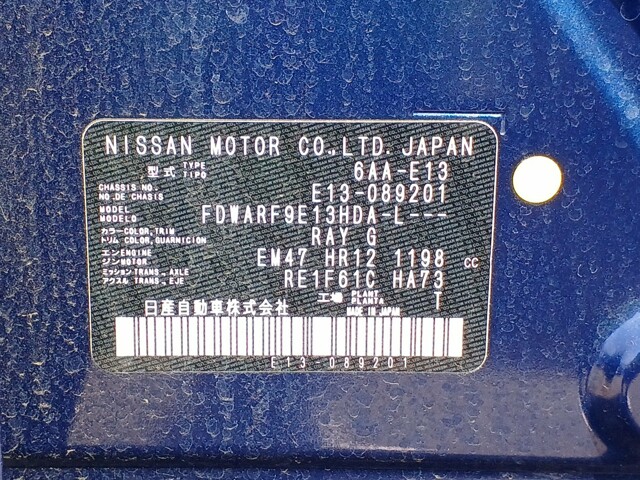 NISSAN MOTOR CO.,LTD. JAPAN
型式 TYPE TIPO 6AA-E13
CHASSIS NO. NO. DE CHASIS E13-089201
MODEL MODELO FDWARF9E13HDA-L---
カラー COLOR, TRIM トリム COLOR, GUARNICION RAY G
エンジン ENGINE MOTOR EM47 HR12 1198 cc
ミッション TRANS., AXLE アクスル TRANS., EJE RE1F61C HA73
工場 PLANT PLANTA T
日産自動車株式会社 MADE IN JAPAN
E13 089201